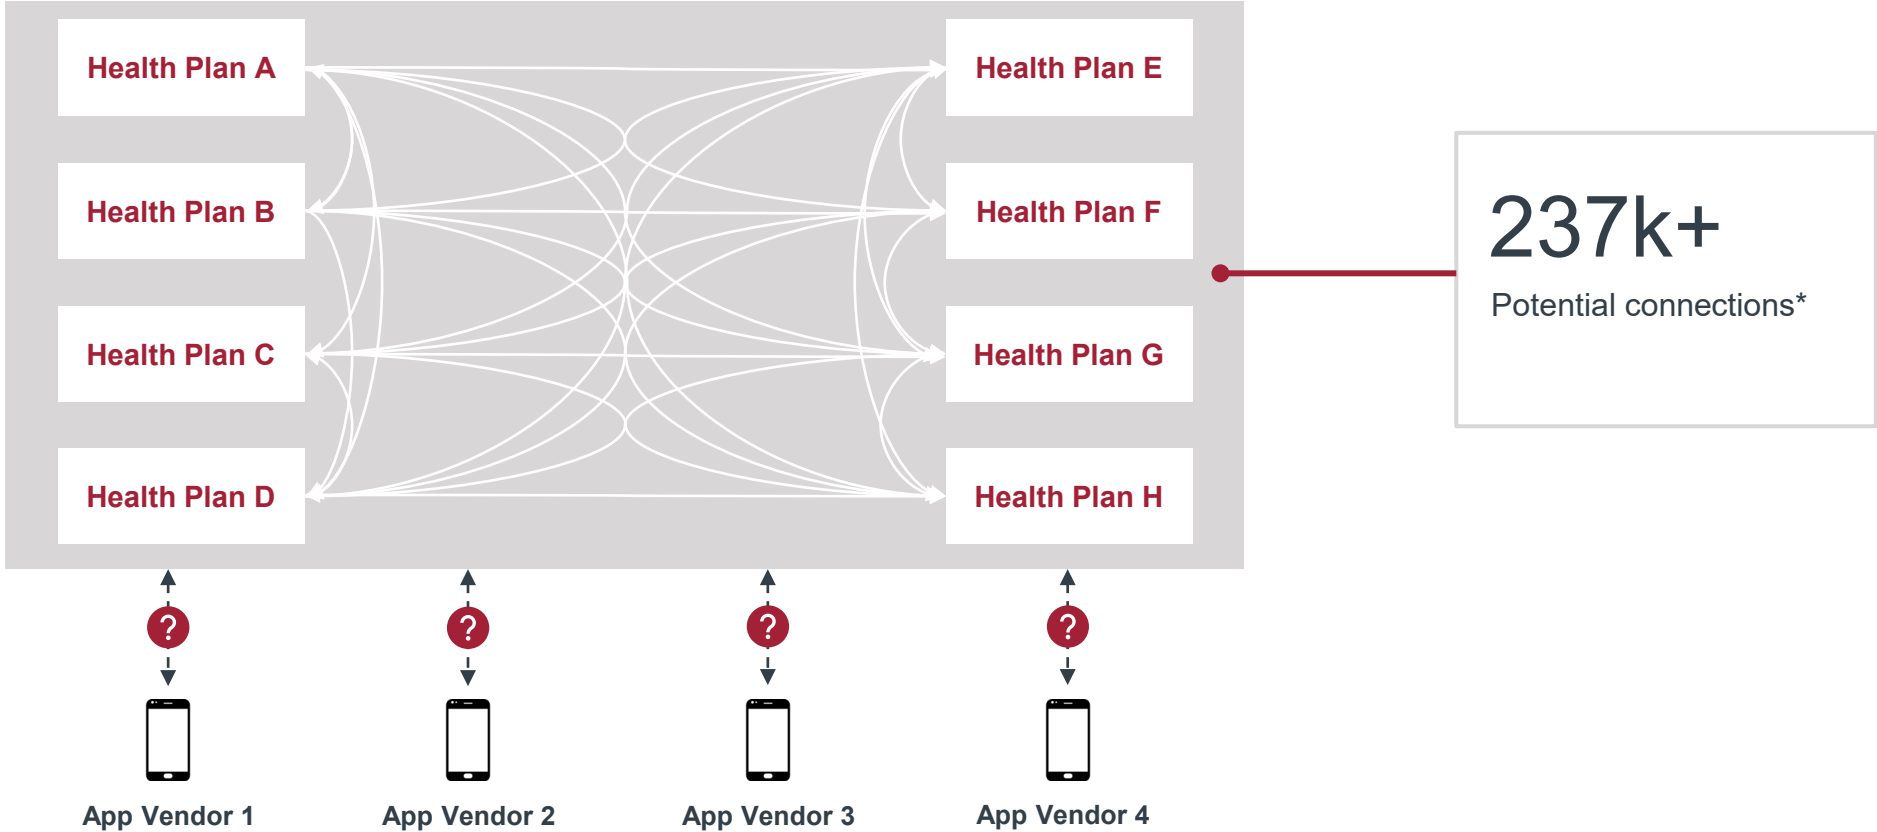 Health Plan A
Health Plan E
Health Plan B
Health Plan F
Health Plan C
Health Plan G
Health Plan D
Health Plan H
237k+
Potential connections*
?
?
?
?
App Vendor 1
App Vendor 2
App Vendor 3
App Vendor 4